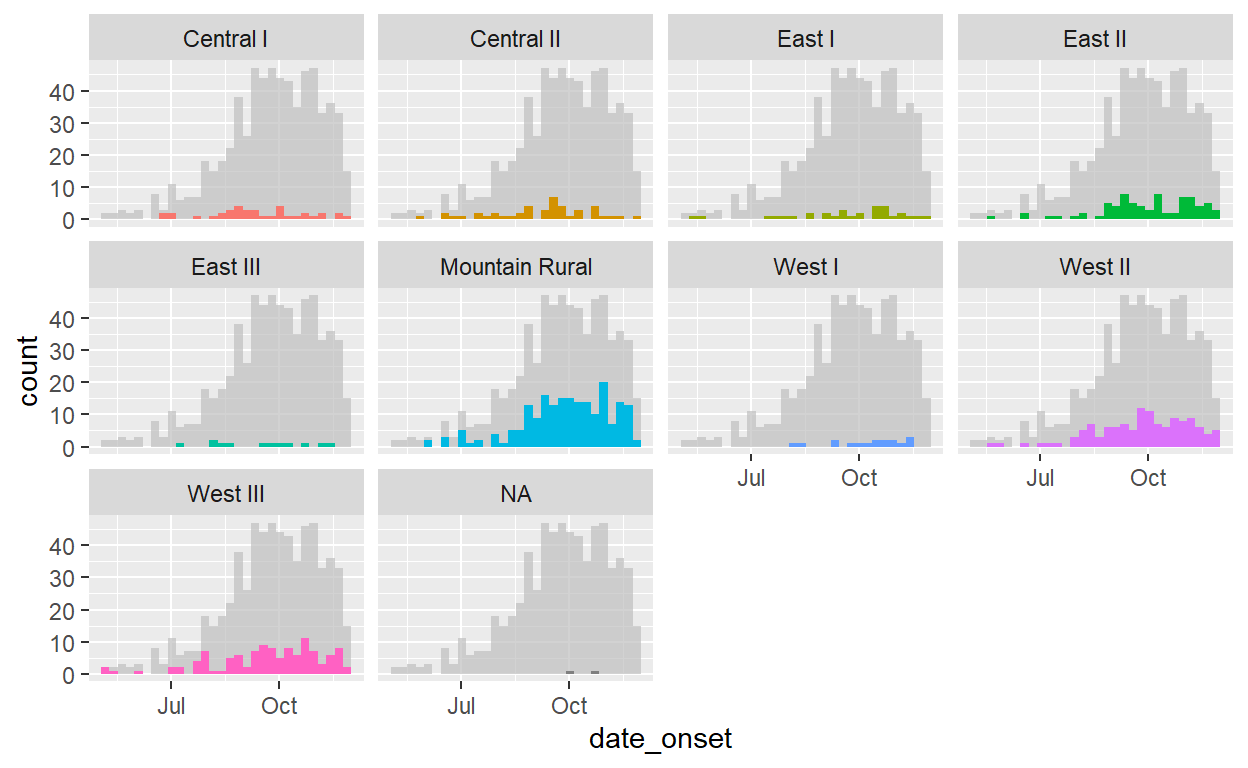 Central I
Central II
East I
East II
40
30
20
10
0
East III
Mountain Rural
West I
West II
40
30
20
10
0
Jul Oct
Jul Oct
West III
NA
40
30
20
10
0
Jul Oct
Jul Oct
count
date_onset